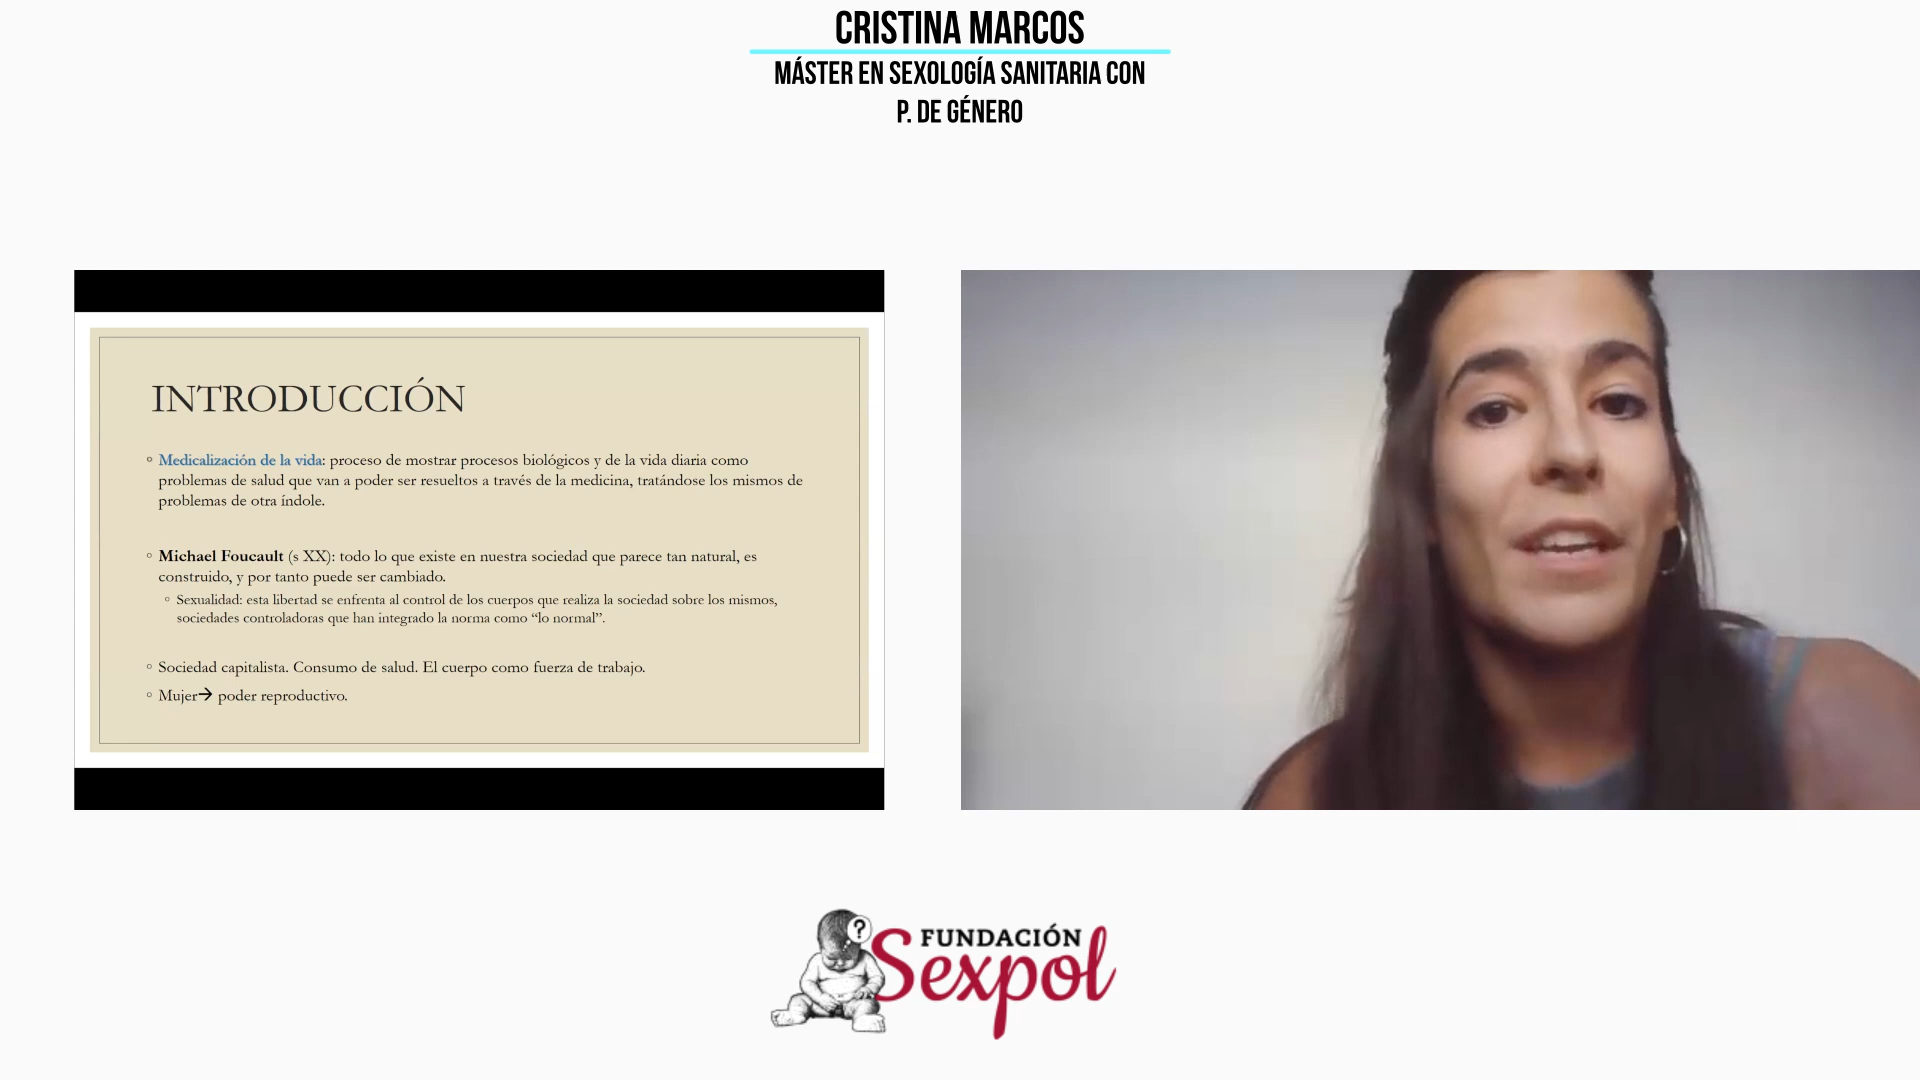 CRISTINA MARCOS
MÁSTER EN SEXOLOGÍA SANITARIA CON
P. DE GÉNERO
INTRODUCCIÓN
◦ Medicalización de la vida: proceso de mostrar procesos biológicos y de la vida diaria como
problemas de salud que van a poder ser resueltos a través de la medicina, tratándose los mismos de
problemas de otra índole.
◦ Michael Foucault (s XX): todo lo que existe en nuestra sociedad que parece tan natural, es
construido, y por tanto puede ser cambiado.
◦ Sexualidad: esta libertad se enfrenta al control de los cuerpos que realiza la sociedad sobre los mismos,
sociedades controladoras que han integrado la norma como “lo normal”.
◦ Sociedad capitalista. Consumo de salud. El cuerpo como fuerza de trabajo.
◦ Mujer→ poder reproductivo.
?
FUNDACIÓN
Sexpol